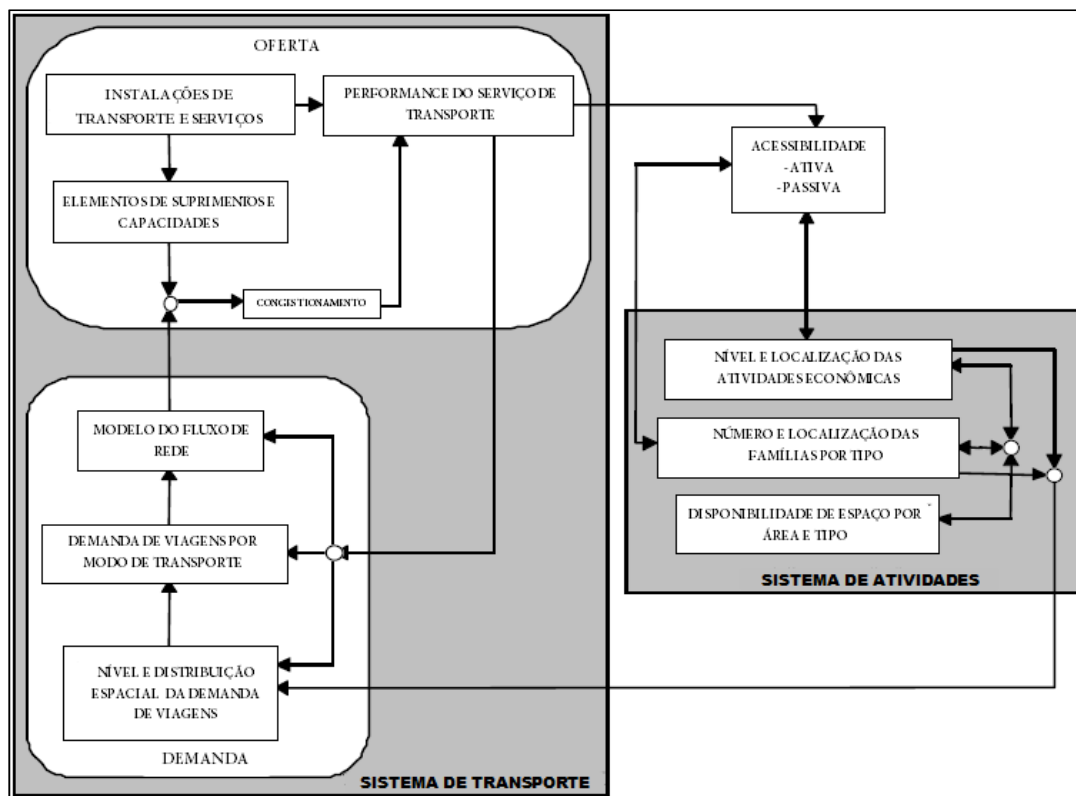 OFERTA
INSTALAÇÕES DE
TRANSPORTE E SERVIÇOS
PERFORMANCE DO SERVIÇO DE
TRANSPORTE
ELEMENTOS DE SUPRIMENTOS E
CAPACIDADES
CONGESTIONAMENTO
ACESSIBILIDADE
-ATIVA
-PASSIVA
MODELO DO FLUXO DE
REDE
DEMANDA DE VIAGENS POR
MODO DE TRANSPORTE
NÍVEL E DISTRIBUIÇÃO
ESPACIAL DA DEMANDA
DE VIAGENS
DEMANDA
SISTEMA DE TRANSPORTE
NÍVEL E LOCALIZAÇÃO DAS
ATIVIDADES ECONÔMICAS
NÚMERO E LOCALIZAÇÃO DAS
FAMÍLIAS POR TIPO
DISPONIBILIDADE DE ESPAÇO POR
ÁREA E TIPO
SISTEMA DE ATIVIDADES